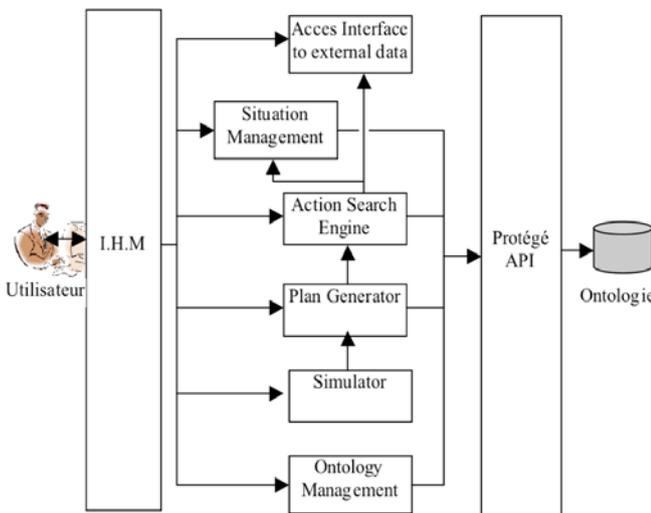 Acces Interface
to external data
Situation
Management
Action Search
Engine
I.H.M
Protégé
API
Utilisateur
Plan Generator
Ontologie
Simulator
Ontology
Management